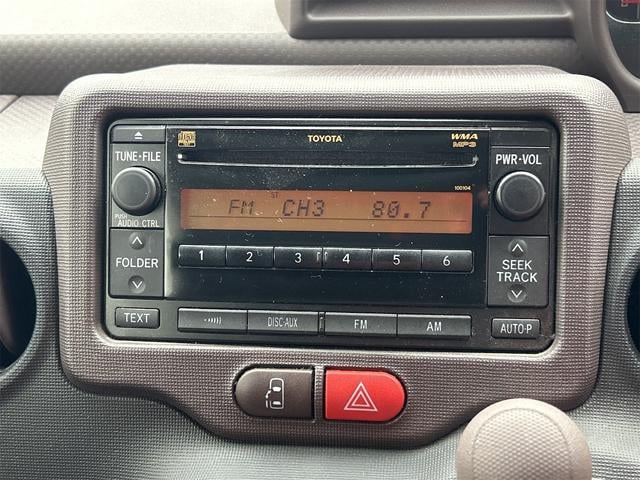 TOYOTA
WMA
MP3
TUNE•FILE
PWR•VOL
100104
ST
FM CH3 80.7
PUSH
AUDIO CTRL
1 2 3 4 5 6
FOLDER
SEEK
TRACK
TEXT
DISC•AUX
FM
AM
AUTO•P